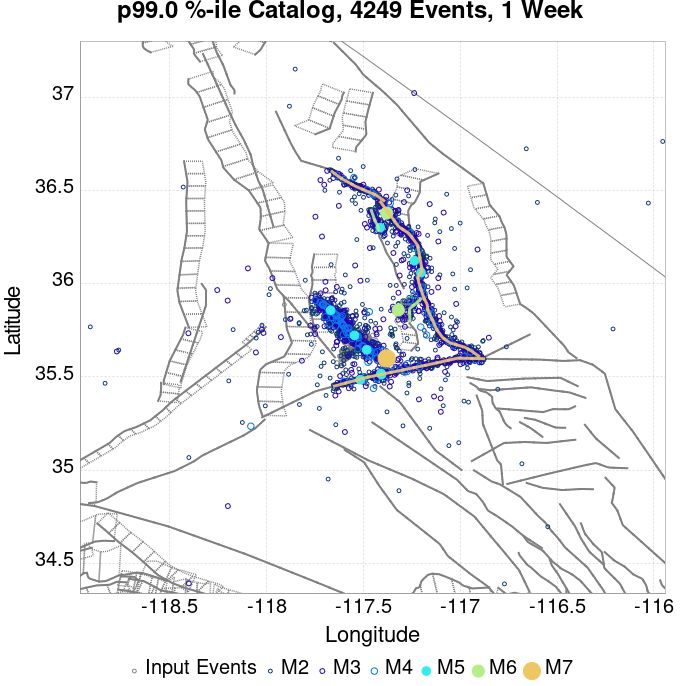 p99.0 %-ile Catalog, 4249 Events, 1 Week
37
36.5
36
35.5
35
34.5
Latitude
-118.5
-118
-117.5
-117
-116.5
-116
Longitude
Input Events
M2
M3
M4
M5
M6
M7